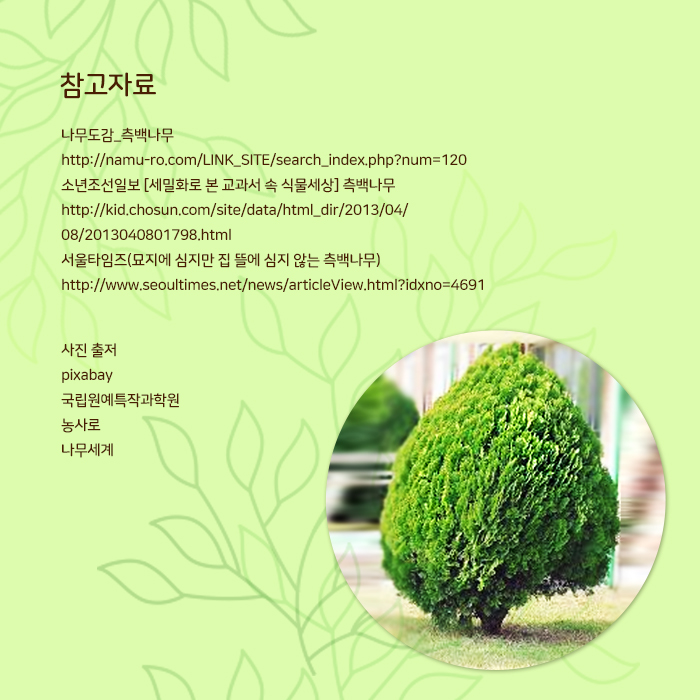 참고자료
나무도감_측백나무
http://namu-ro.com/LINK_SITE/search_index.php?num=120
소년조선일보 [세밀화로 본 교과서 속 식물세상] 측백나무
http://kid.chosun.com/site/data/html_dir/2013/04/
08/2013040801798.html
서울타임즈(묘지에 심지만 집 뜰에 심지 않는 측백나무)
http://www.seoultimes.net/news/articleView.html?idxno=4691
사진 출저
pixabay
국립원예특작과학원
농사로
나무세계